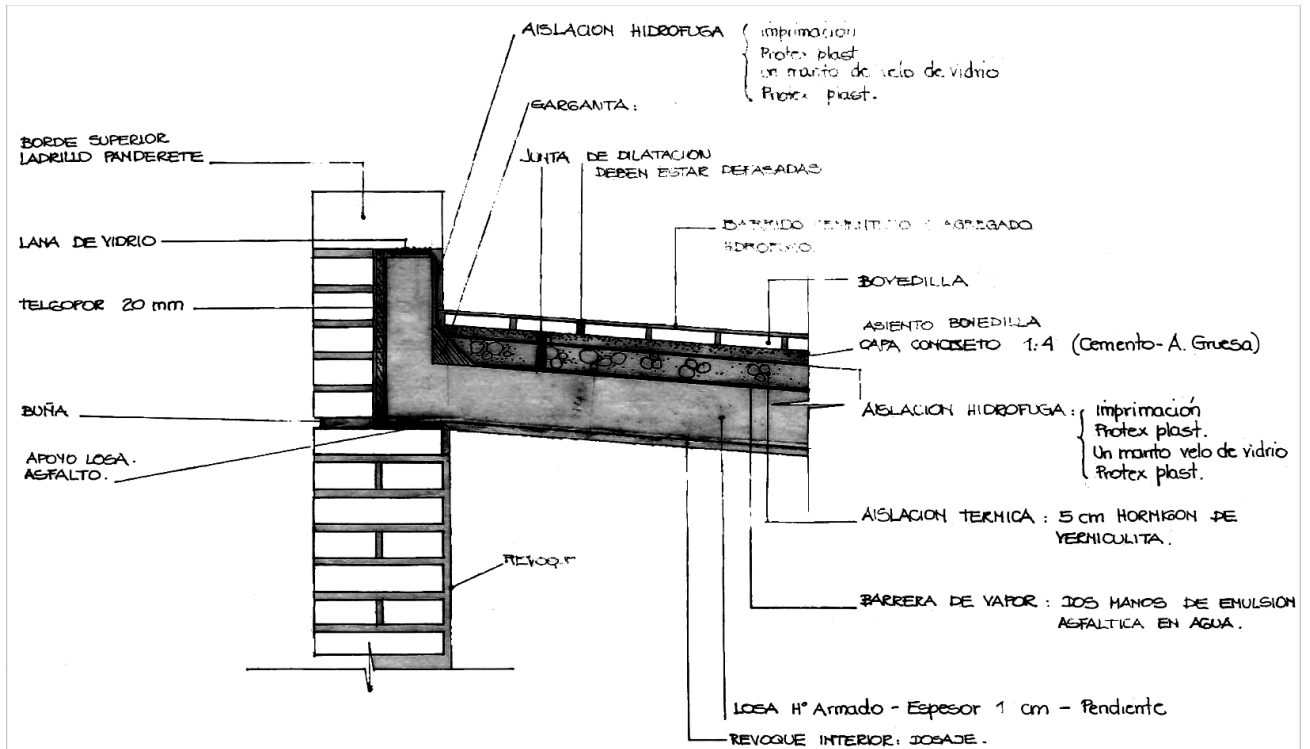 AISLACION HIDROFUGA
imprimación
Protex plast
un manto de velo de vidrio
Protex plast.
GARGANTA:
BORDE SUPERIOR
LADRILLO PANDERETE
JUNTA DE DILATACION
DEBEN ESTAR DEFASADAS
LANA DE VIDRIO
BARRIDO AGREGADO
TELGOPOR 20 mm
BOVEDILLA
ASIENTO BOVEDILLA
CAPA 1:4 (Cemento-A. Gruesa)
BUÑA
AISLACION HIDROFUGA:
imprimación
Protex plast.
Un manto velo de vidrio
Protex plast.
APOYO LOSA.
ASFALTO.
AISLACION TERMICA: 5 cm HORMIGON DE
VERMICULITA.
BARRERA DE VAPOR: DOS MANOS DE EMULSION
ASFALTICA EN AGUA.
LOSA Hº Armado - Espesor 1 cm - Pendiente
REVOQUE INTERIOR: DOSAJE.